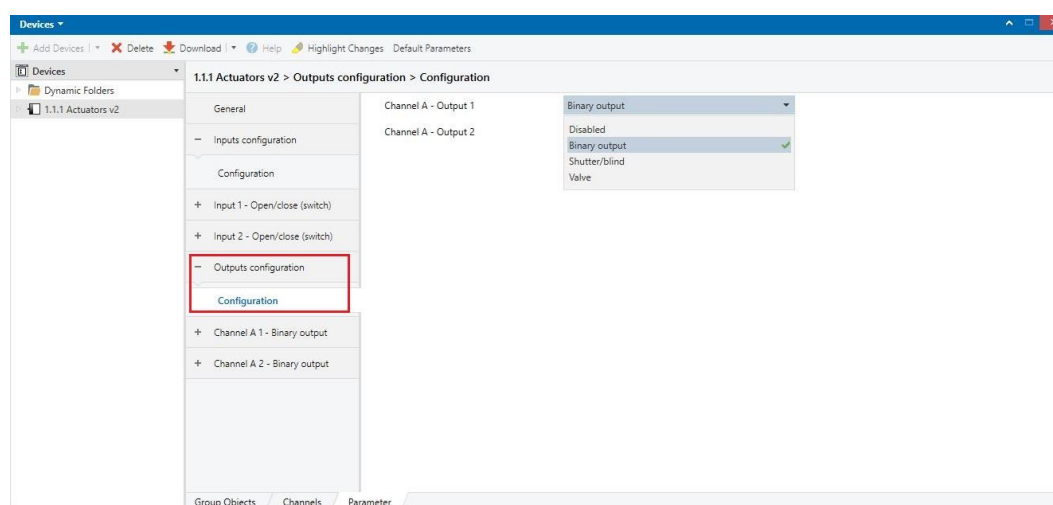 Devices
Add Devices Delete Download Help Highlight Changes Default Parameters
Devices
Dynamic Folders
1.1.1 Actuators v2
1.1.1 Actuators v2 > Outputs configuration > Configuration
General
Inputs configuration
Configuration
+ Input 1 - Open/close (switch)
+ Input 2 - Open/close (switch)
Outputs configuration
Configuration
+ Channel A 1 - Binary output
+ Channel A 2 - Binary output
Channel A - Output 1 Binary output
Channel A - Output 2
Disabled
Binary output
Shutter/blind
Valve
Group Objects Channels Parameter